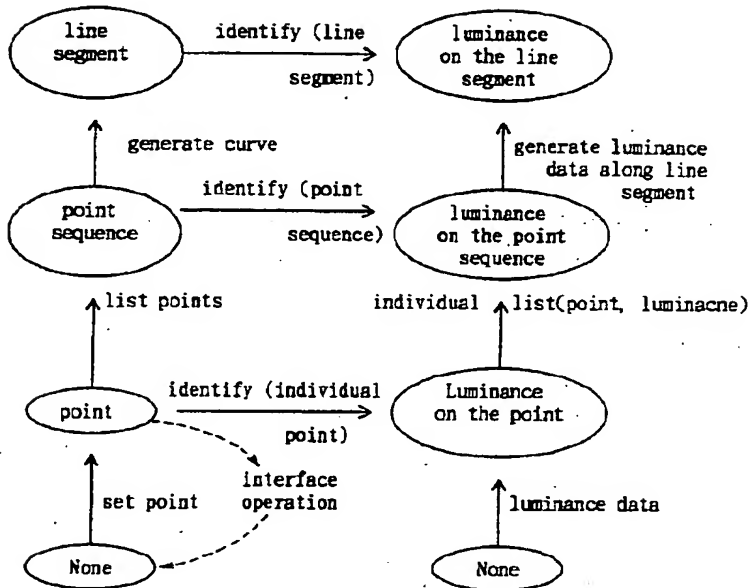 line
segment
identify (line
segment)
luminance
on the line
segment
generate curve
generate luminance
data along line
segment
point
sequence
identify (point
sequence)
luminance
on the point
sequence
list points
individual list(point, luminacne)
point
identify (individual
point)
Luminance
on the point
interface
operation
set point
luminance data
None
None